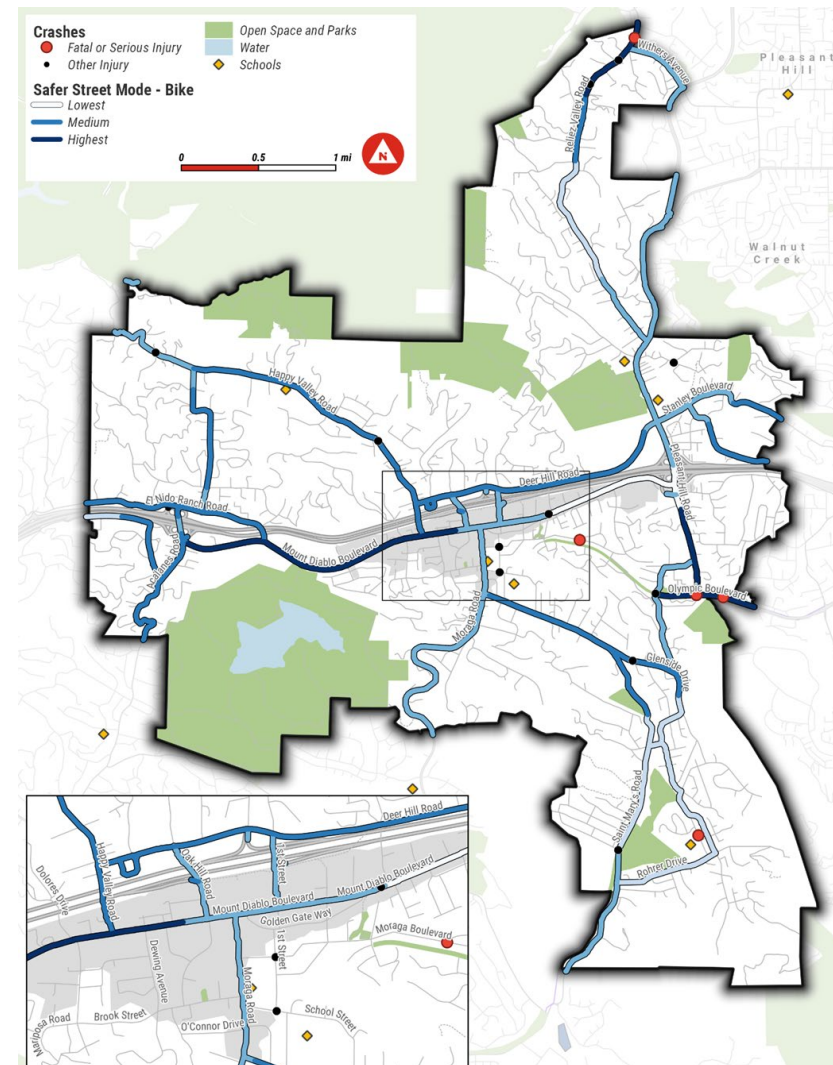 Crashes
Fatal or Serious Injury
Other Injury
Open Space and Parks
Water
Schools
Safer Street Mode - Bike
Lowest
Medium
Highest
0 0.5 1 mi
N
Withers Avenue
Pleasant
Hill
Reliez Valley Road
Walnut
Creek
Happy Valley Road
Stanley Boulevard
Deer Hill Road
Pleasant Hill Road
El Nido Ranch Road
Mount Diablo Boulevard
Acalanes Road
Olympic Boulevard
Moraga Road
Glenside Drive
Saint Mary's Road
Rohrer Drive
Deer Hill Road
Happy Valley Road
Oak Hill Road
1st Street
Dolores Drive
Mount Diablo Boulevard
Mount Diablo Boulevard
Golden Gate Way
Moraga Boulevard
Dewing Avenue
1st Street
Moraga Road
Mariposa Road
Brook Street
O'Connor Drive
School Street